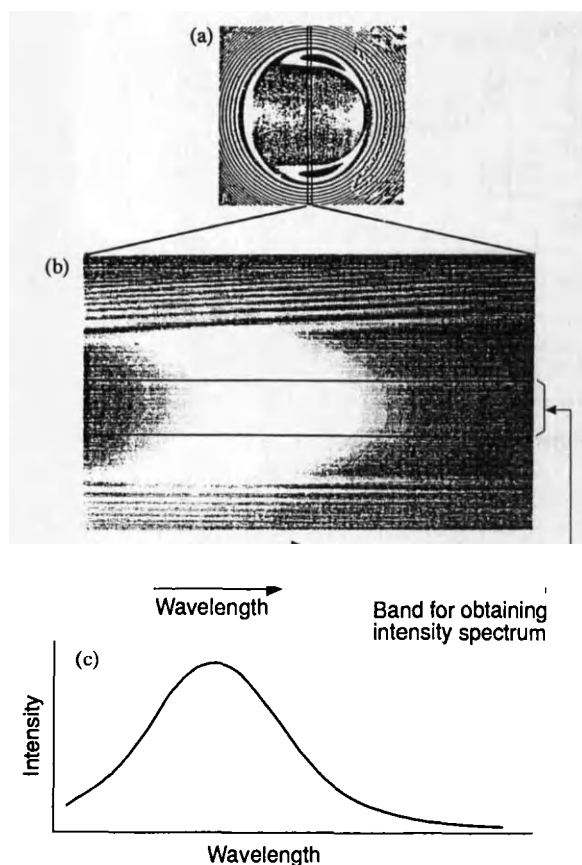 (a)
(b)
Wavelength
Band for obtaining
intensity spectrum
(c)
Intensity
Wavelength